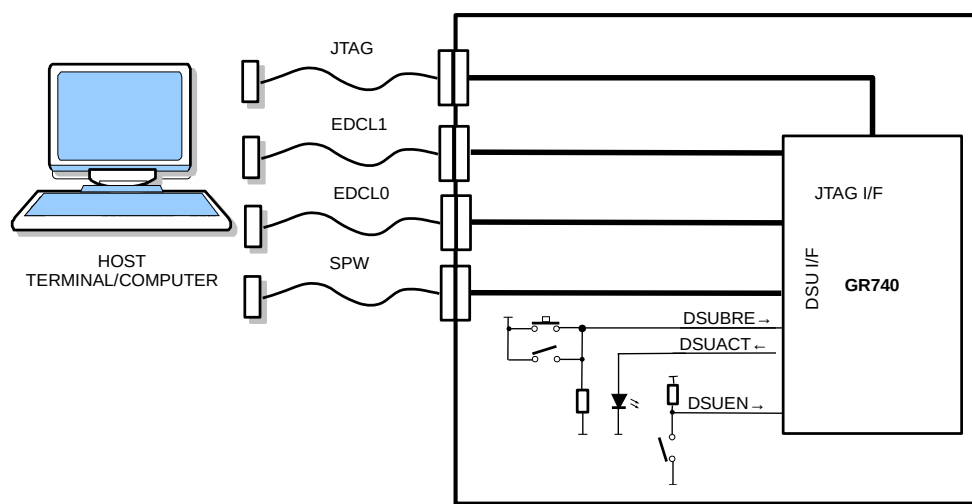 JTAG
EDCL1
EDCL0
SPW
HOST
TERMINAL/COMPUTER
JTAG I/F
DSU I/F
GR740
DSUBRE→
DSUACT←
DSUEN→